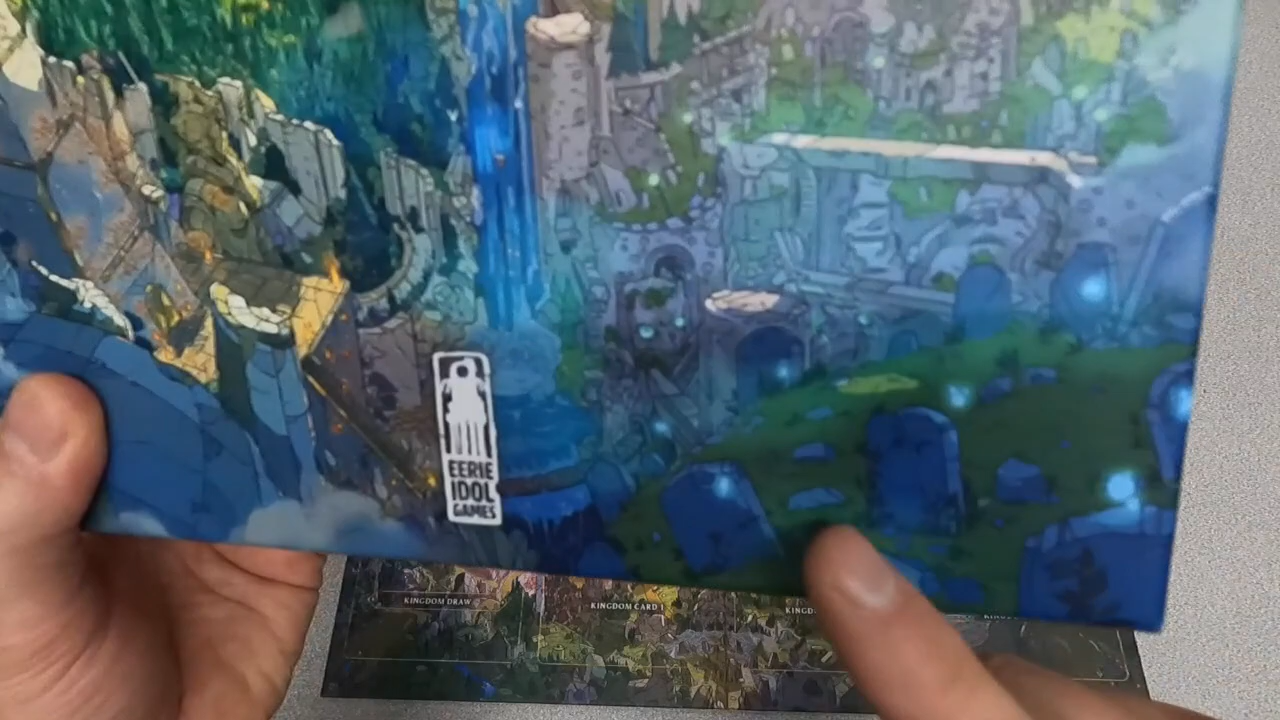 EERIE
IDOL
GAMES
KINGDOM DRAW
KINGDOM CARD 1